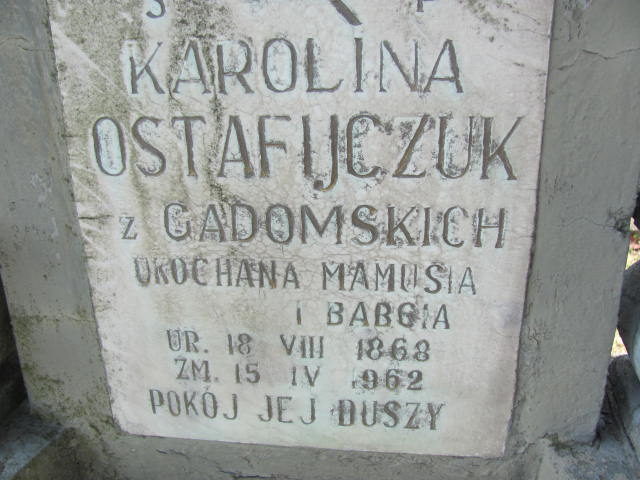 Ś P
KAROLINA
OSTAFIJCZUK
z GADOMSKICH
UKOCHANA MAMUSIA
I BABCIA
UR. 18 VIII 1868
ZM. 15 IV 1962
POKÓJ JEJ DUSZY